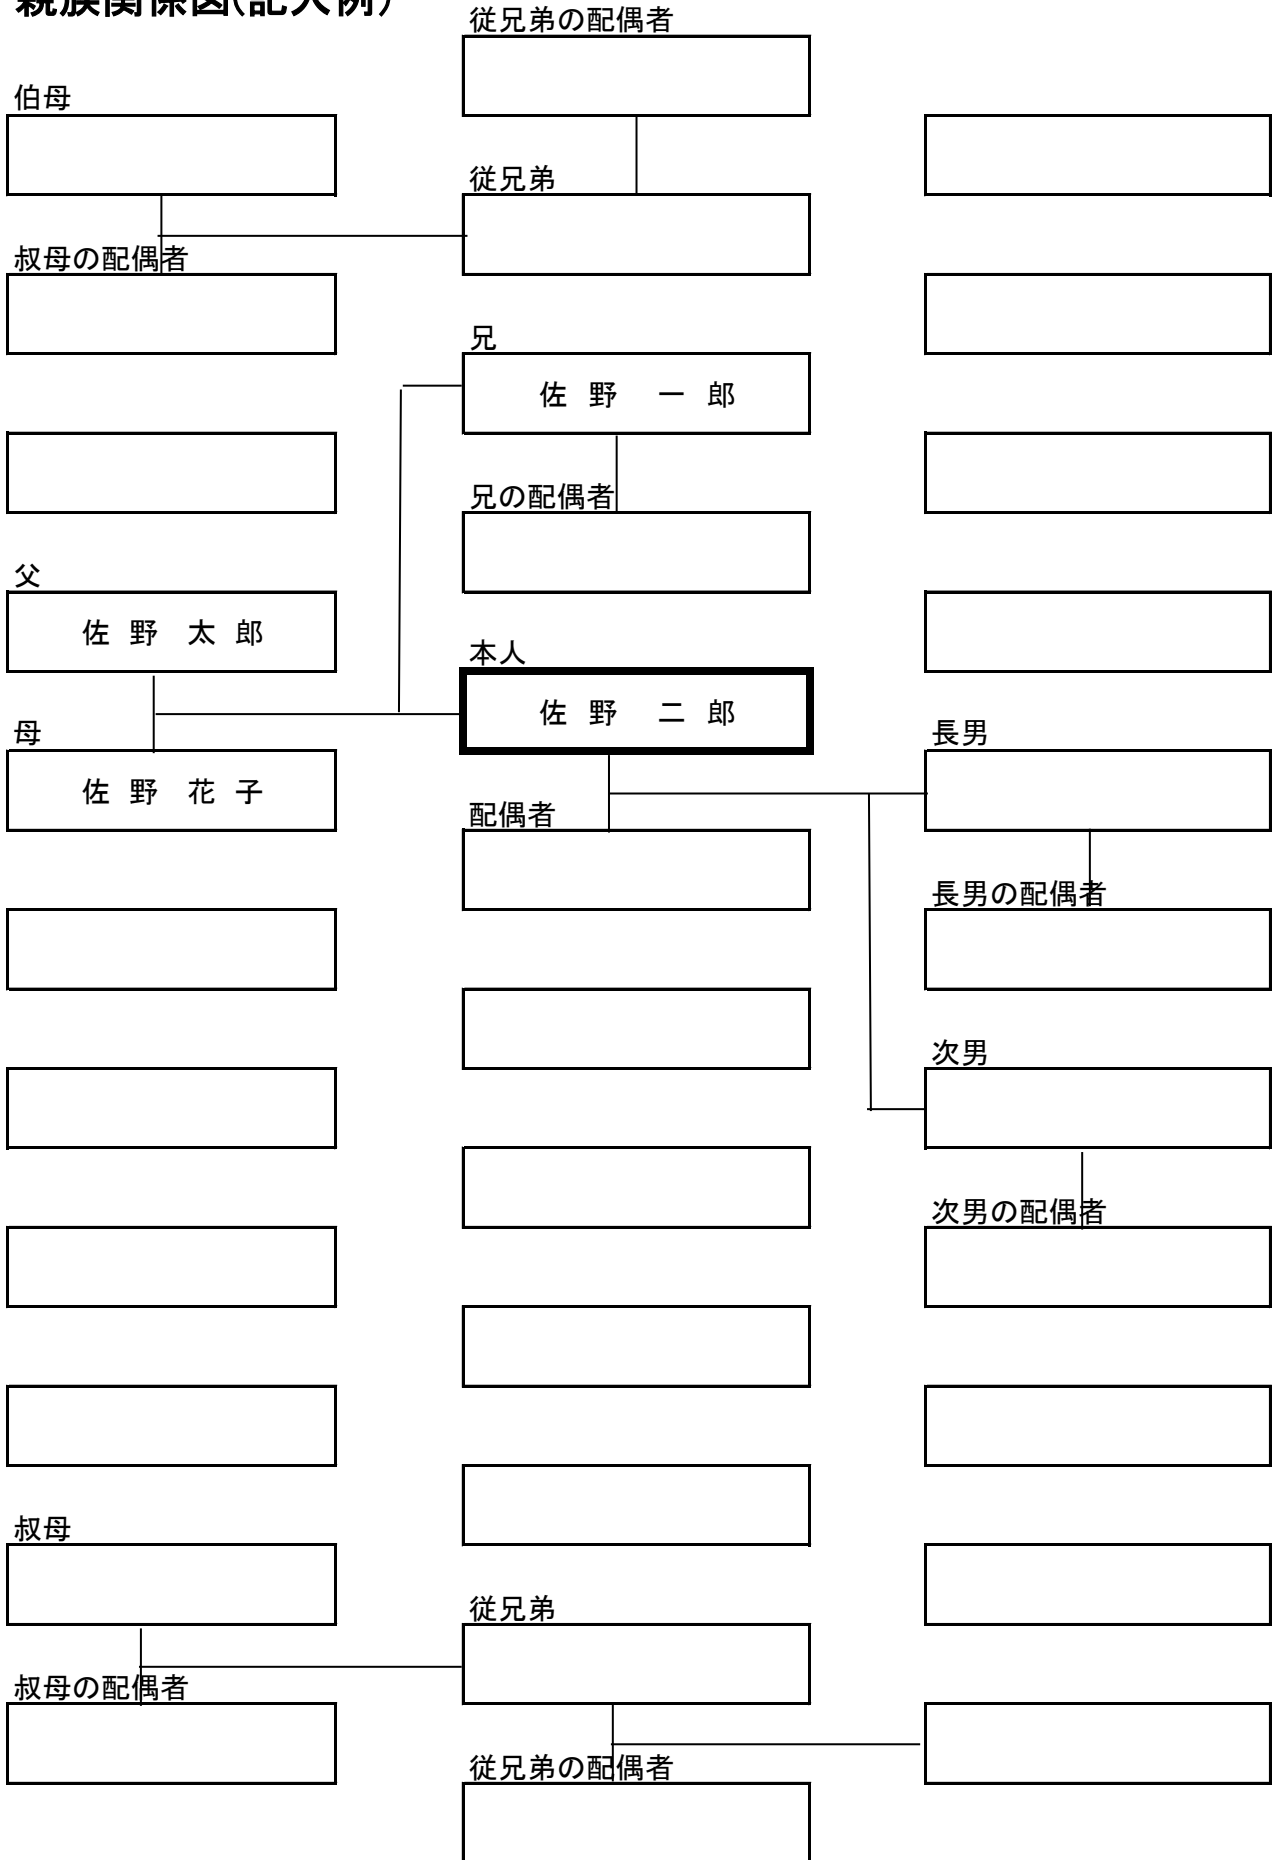 親族関係図(記入例)
従兄弟の配偶者
伯母
従兄弟
叔母の配偶者
兄
佐 野 一 郎
兄の配偶者
父
佐 野 太 郎
本人
佐 野 二 郎
母
佐 野 花 子
長男
配偶者
長男の配偶者
次男
次男の配偶者
叔母
従兄弟
叔母の配偶者
従兄弟の配偶者